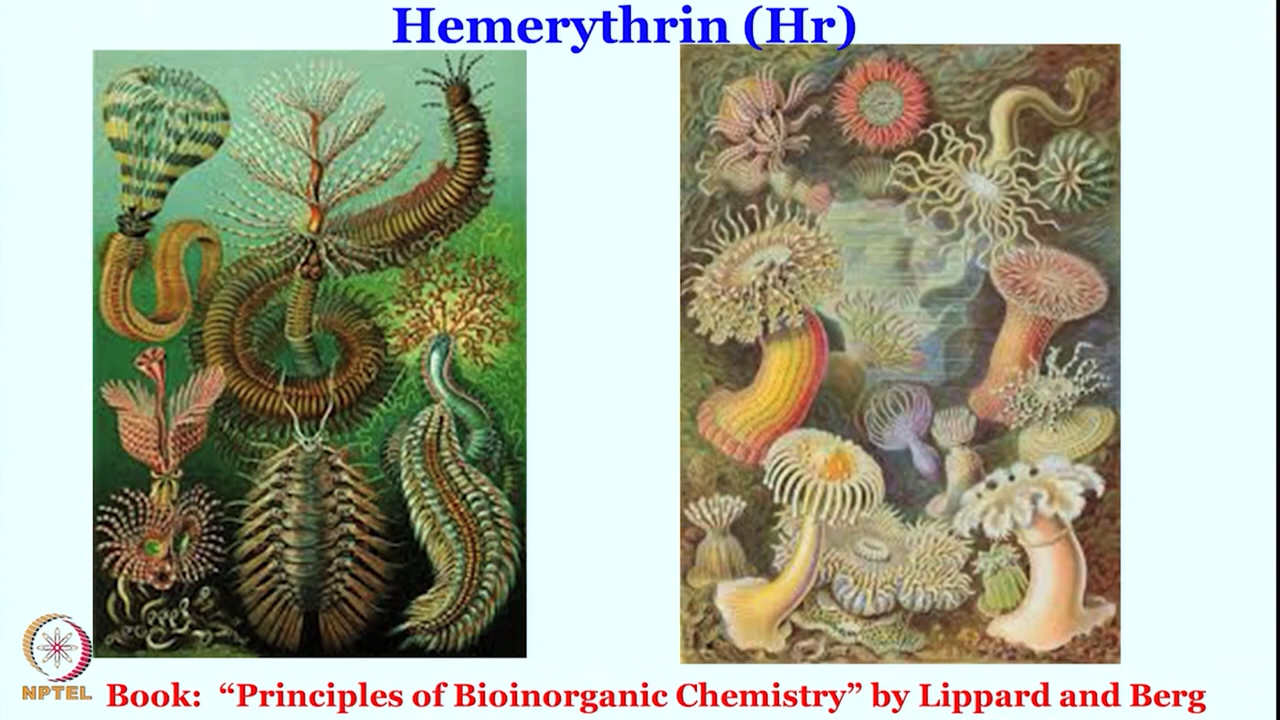 Hemerythrin (Hr)
NPTEL
Book: “Principles of Bioinorganic Chemistry” by Lippard and Berg